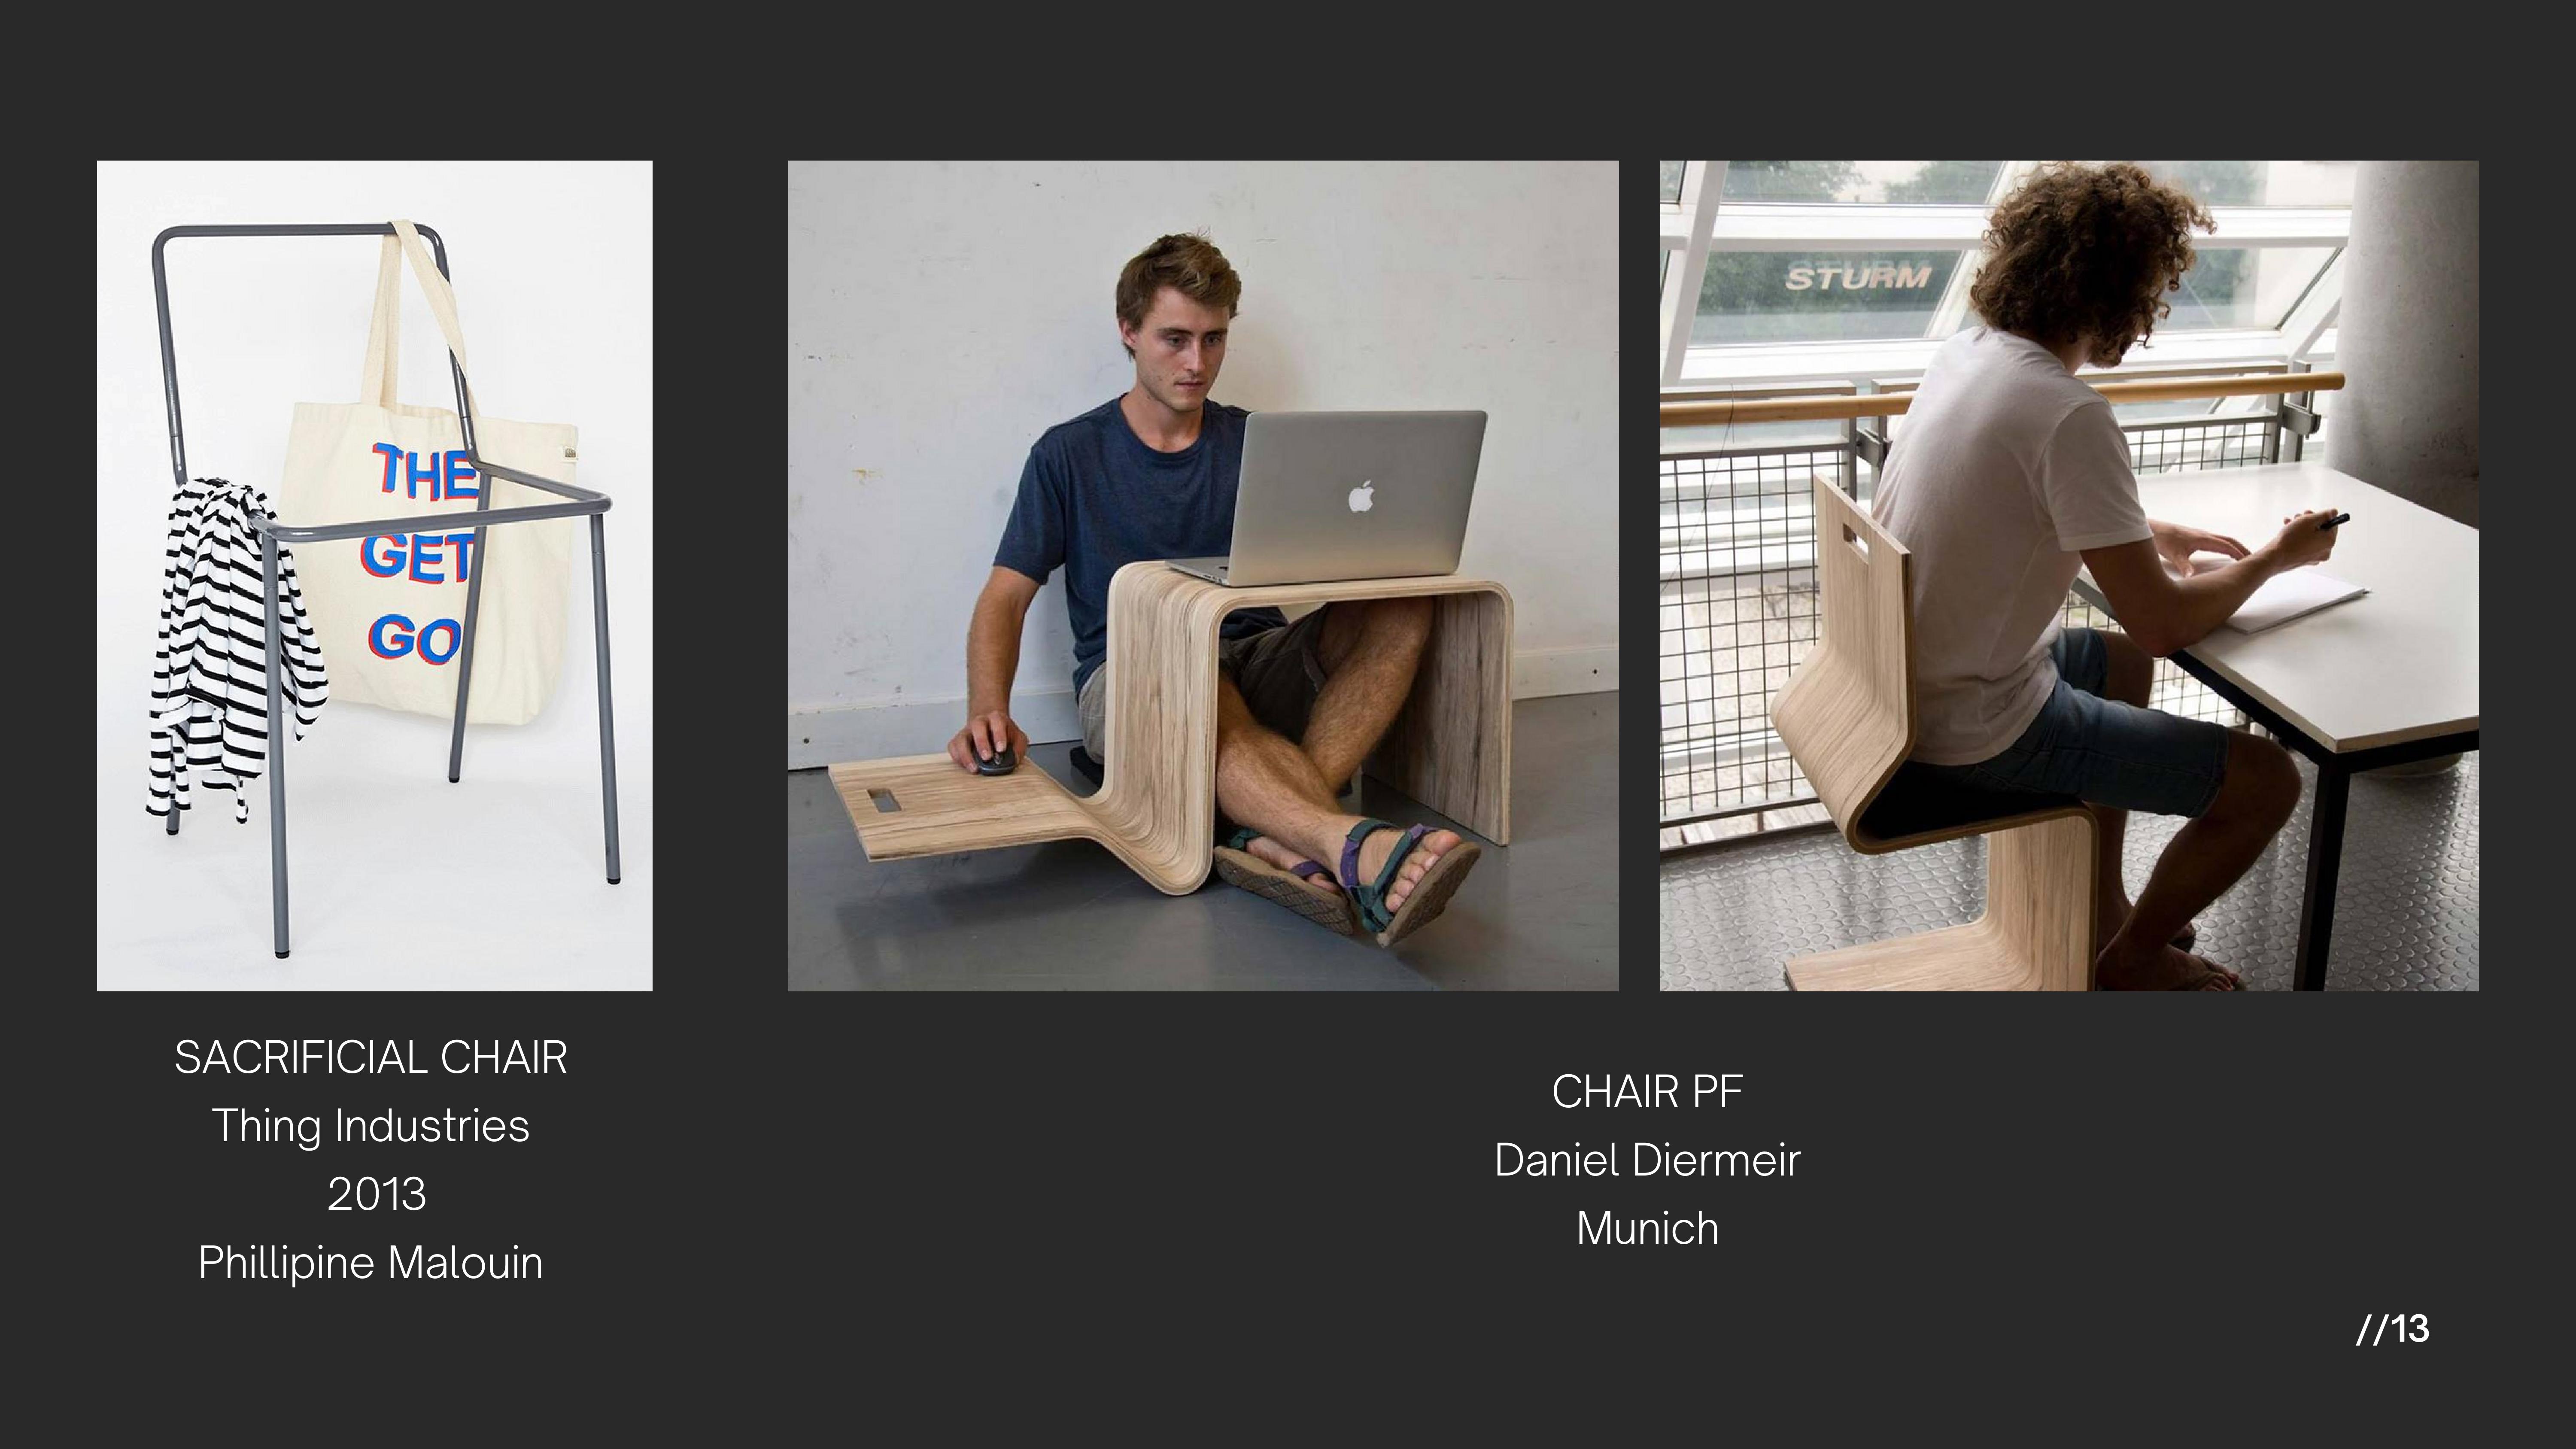 THE
GET
GO
STURM
SACRIFICIAL CHAIR
Thing Industries
2013
Phillipine Malouin
CHAIR PF
Daniel Diermeir
Munich
//13